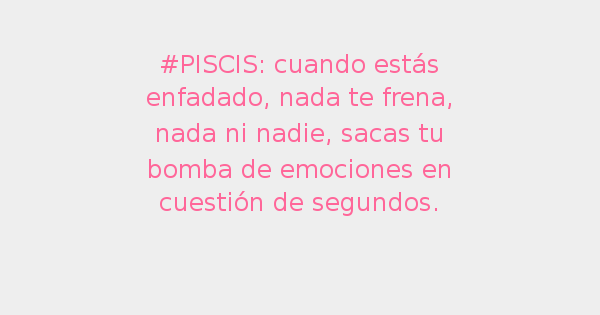 #PISCIS: cuando estás
enfadado, nada te frena,
nada ni nadie, sacas tu
bomba de emociones en
cuestión de segundos.